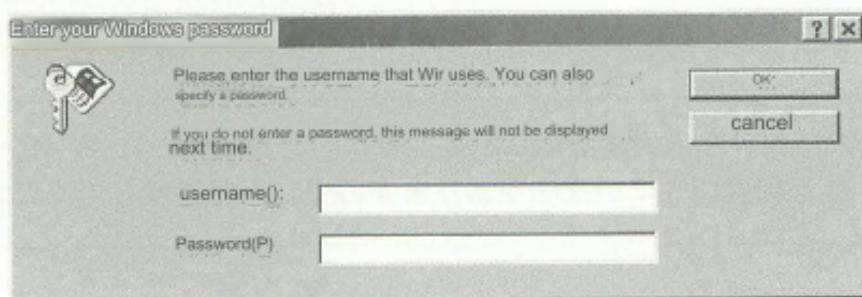 Enter your Windows password
Please enter the username that Wir uses. You can also
specify a password.
If you do not enter a password, this message will not be displayed
next time.
username():
Password(P)
OK
cancel